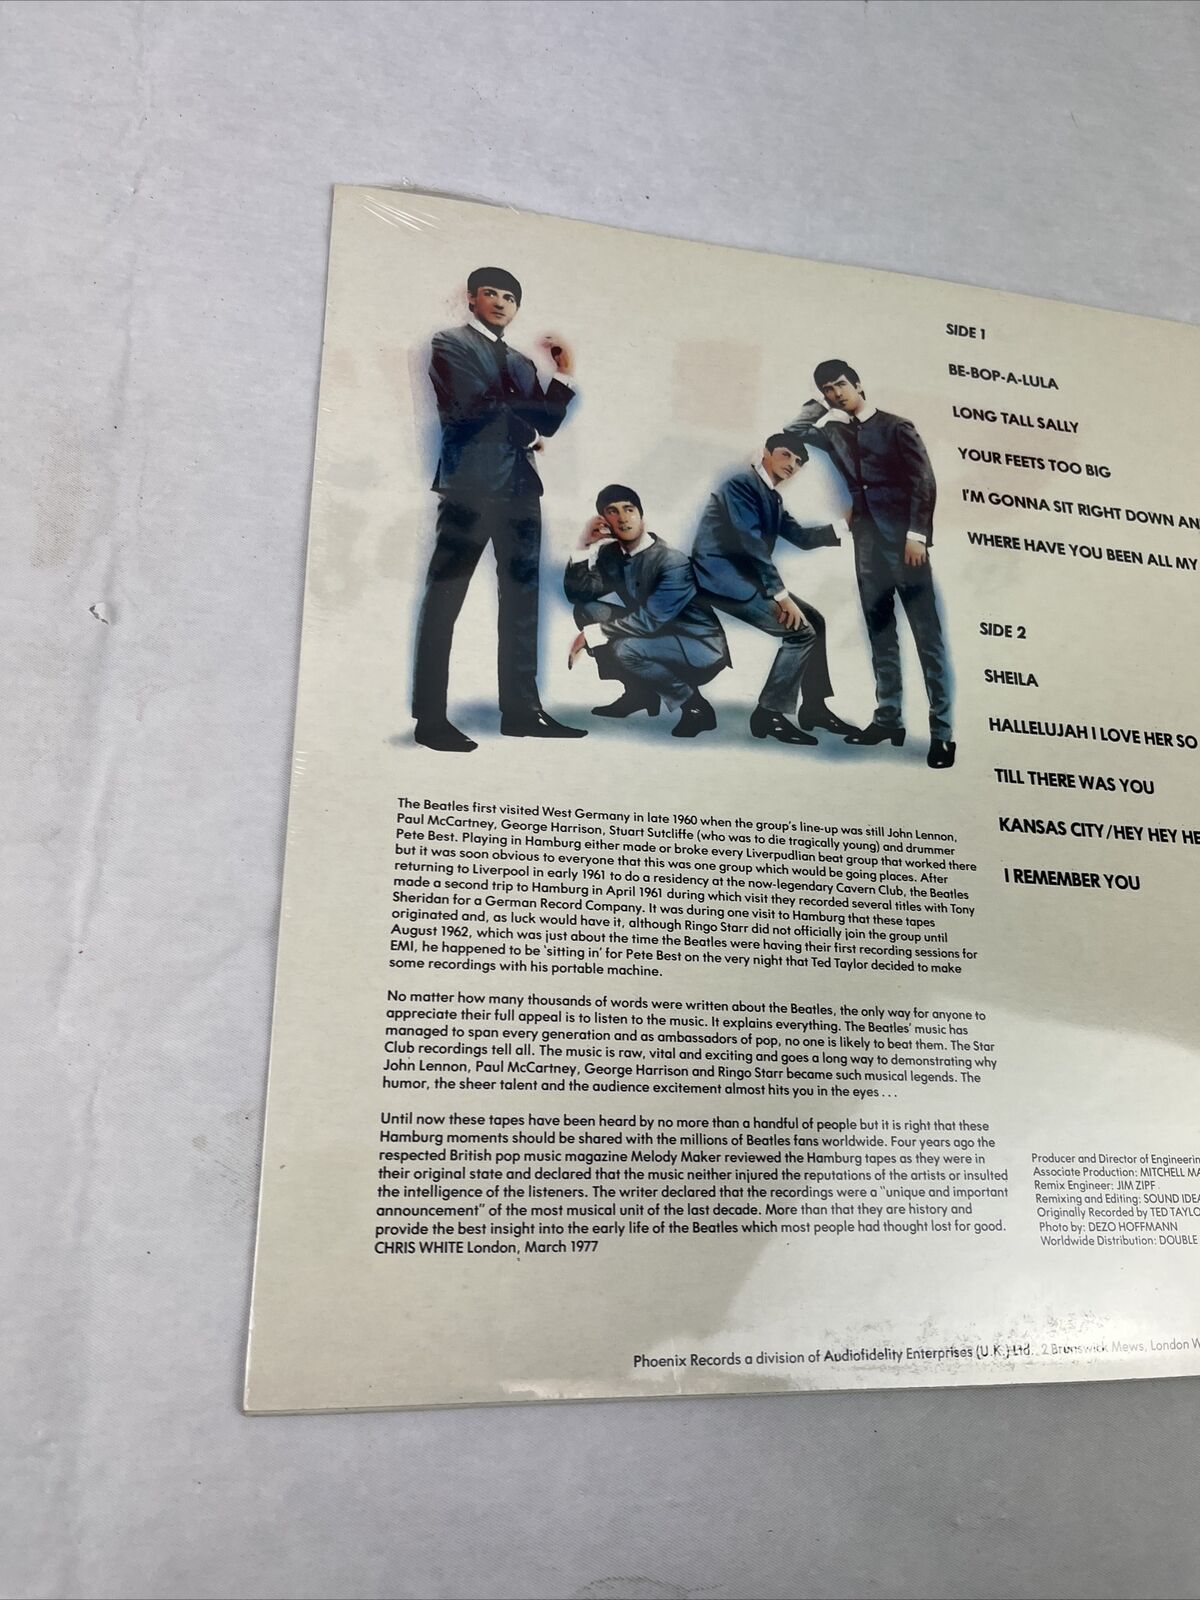 SIDE 1
BE-BOP-A-LULA
LONG TALL SALLY
YOUR FEETS TOO BIG
I'M GONNA SIT RIGHT DOWN AN
WHERE HAVE YOU BEEN ALL MY
SIDE 2
SHEILA
HALLELUJAH I LOVE HER SO
TILL THERE WAS YOU
KANSAS CITY/HEY HEY HE
I REMEMBER YOU
The Beatles first visited West Germany in late 1960 when the group's line-up was still John Lennon,
Paul McCartney, George Harrison, Stuart Sutcliffe (who was to die tragically young) and drummer
Pete Best. Playing in Hamburg either made or broke every Liverpudlian beat group that worked there
but it was soon obvious to everyone that this was one group which would be going places. After
returning to Liverpool in early 1961 to do a residency at the now-legendary Cavern Club, the Beatles
made a second trip to Hamburg in April 1961 during which visit they recorded several titles with Tony
Sheridan for a German Record Company. It was during one visit to Hamburg that these tapes
originated and, as luck would have it, although Ringo Starr did not officially join the group until
August 1962, which was just about the time the Beatles were having their first recording sessions for
EMI, he happened to be 'sitting in' for Pete Best on the very night that Ted Taylor decided to make
some recordings with his portable machine.
No matter how many thousands of words were written about the Beatles, the only way for anyone to
appreciate their full appeal is to listen to the music. It explains everything. The Beatles' music has
managed to span every generation and as ambassadors of pop, no one is likely to beat them. The Star
Club recordings tell all. The music is raw, vital and exciting and goes a long way to demonstrating why
John Lennon, Paul McCartney, George Harrison and Ringo Starr became such musical legends. The
humor, the sheer talent and the audience excitement almost hits you in the eyes . . .
Until now these tapes have been heard by no more than a handful of people but it is right that these
Hamburg moments should be shared with the millions of Beatles fans worldwide. Four years ago the
respected British pop music magazine Melody Maker reviewed the Hamburg tapes as they were in
their original state and declared that the music neither injured the reputations of the artists or insulted
the intelligence of the listeners. The writer declared that the recordings were a "unique and important
announcement" of the most musical unit of the last decade. More than that they are history and
provide the best insight into the early life of the Beatles which most people had thought lost for good.
CHRIS WHITE London, March 1977
Producer and Director of Engineerin
Associate Production: MITCHELL MA
Remix Engineer: JIM ZIPF
Remixing and Editing: SOUND IDEA
Originally Recorded by TED TAYLO
Photo by: DEZO HOFFMANN
Worldwide Distribution: DOUBLE
Phoenix Records a division of Audiofidelity Enterprises (U.K.) Ltd. 2 Brunswick Mews, London W